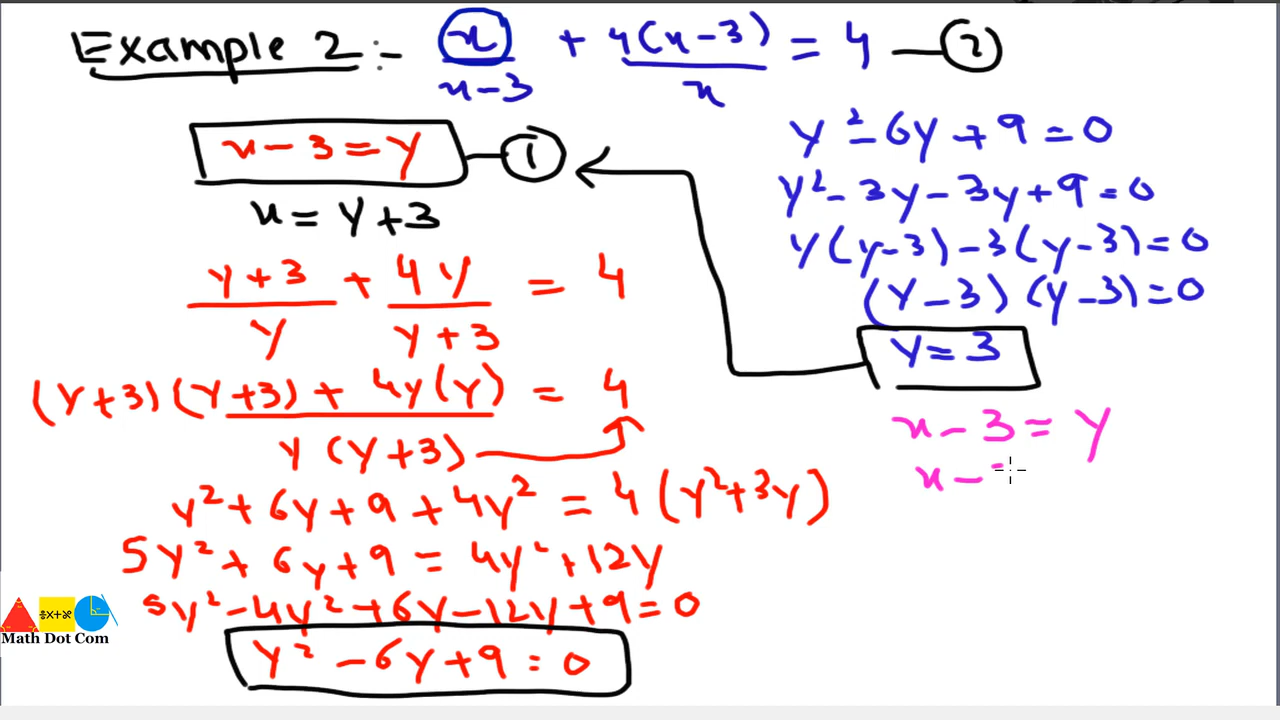 Example 2 :- x/x-3 + 4(x-3)/x = 4 — ②
x-3=y — ①
x = y+3
y+3/y + 4y/y+3 = 4
(y+3)(y+3) + 4y(y)/y(y+3) = 4
y²+6y+9+4y² = 4(y²+3y)
5y²+6y+9 = 4y²+12y
5y²-4y²+6y-12y+9=0
y²-6y+9=0
y²-6y+9=0
y²-3y-3y+9=0
y(y-3)-3(y-3)=0
(y-3)(y-3)=0
y=3
x-3=y
x-
Math Dot Com